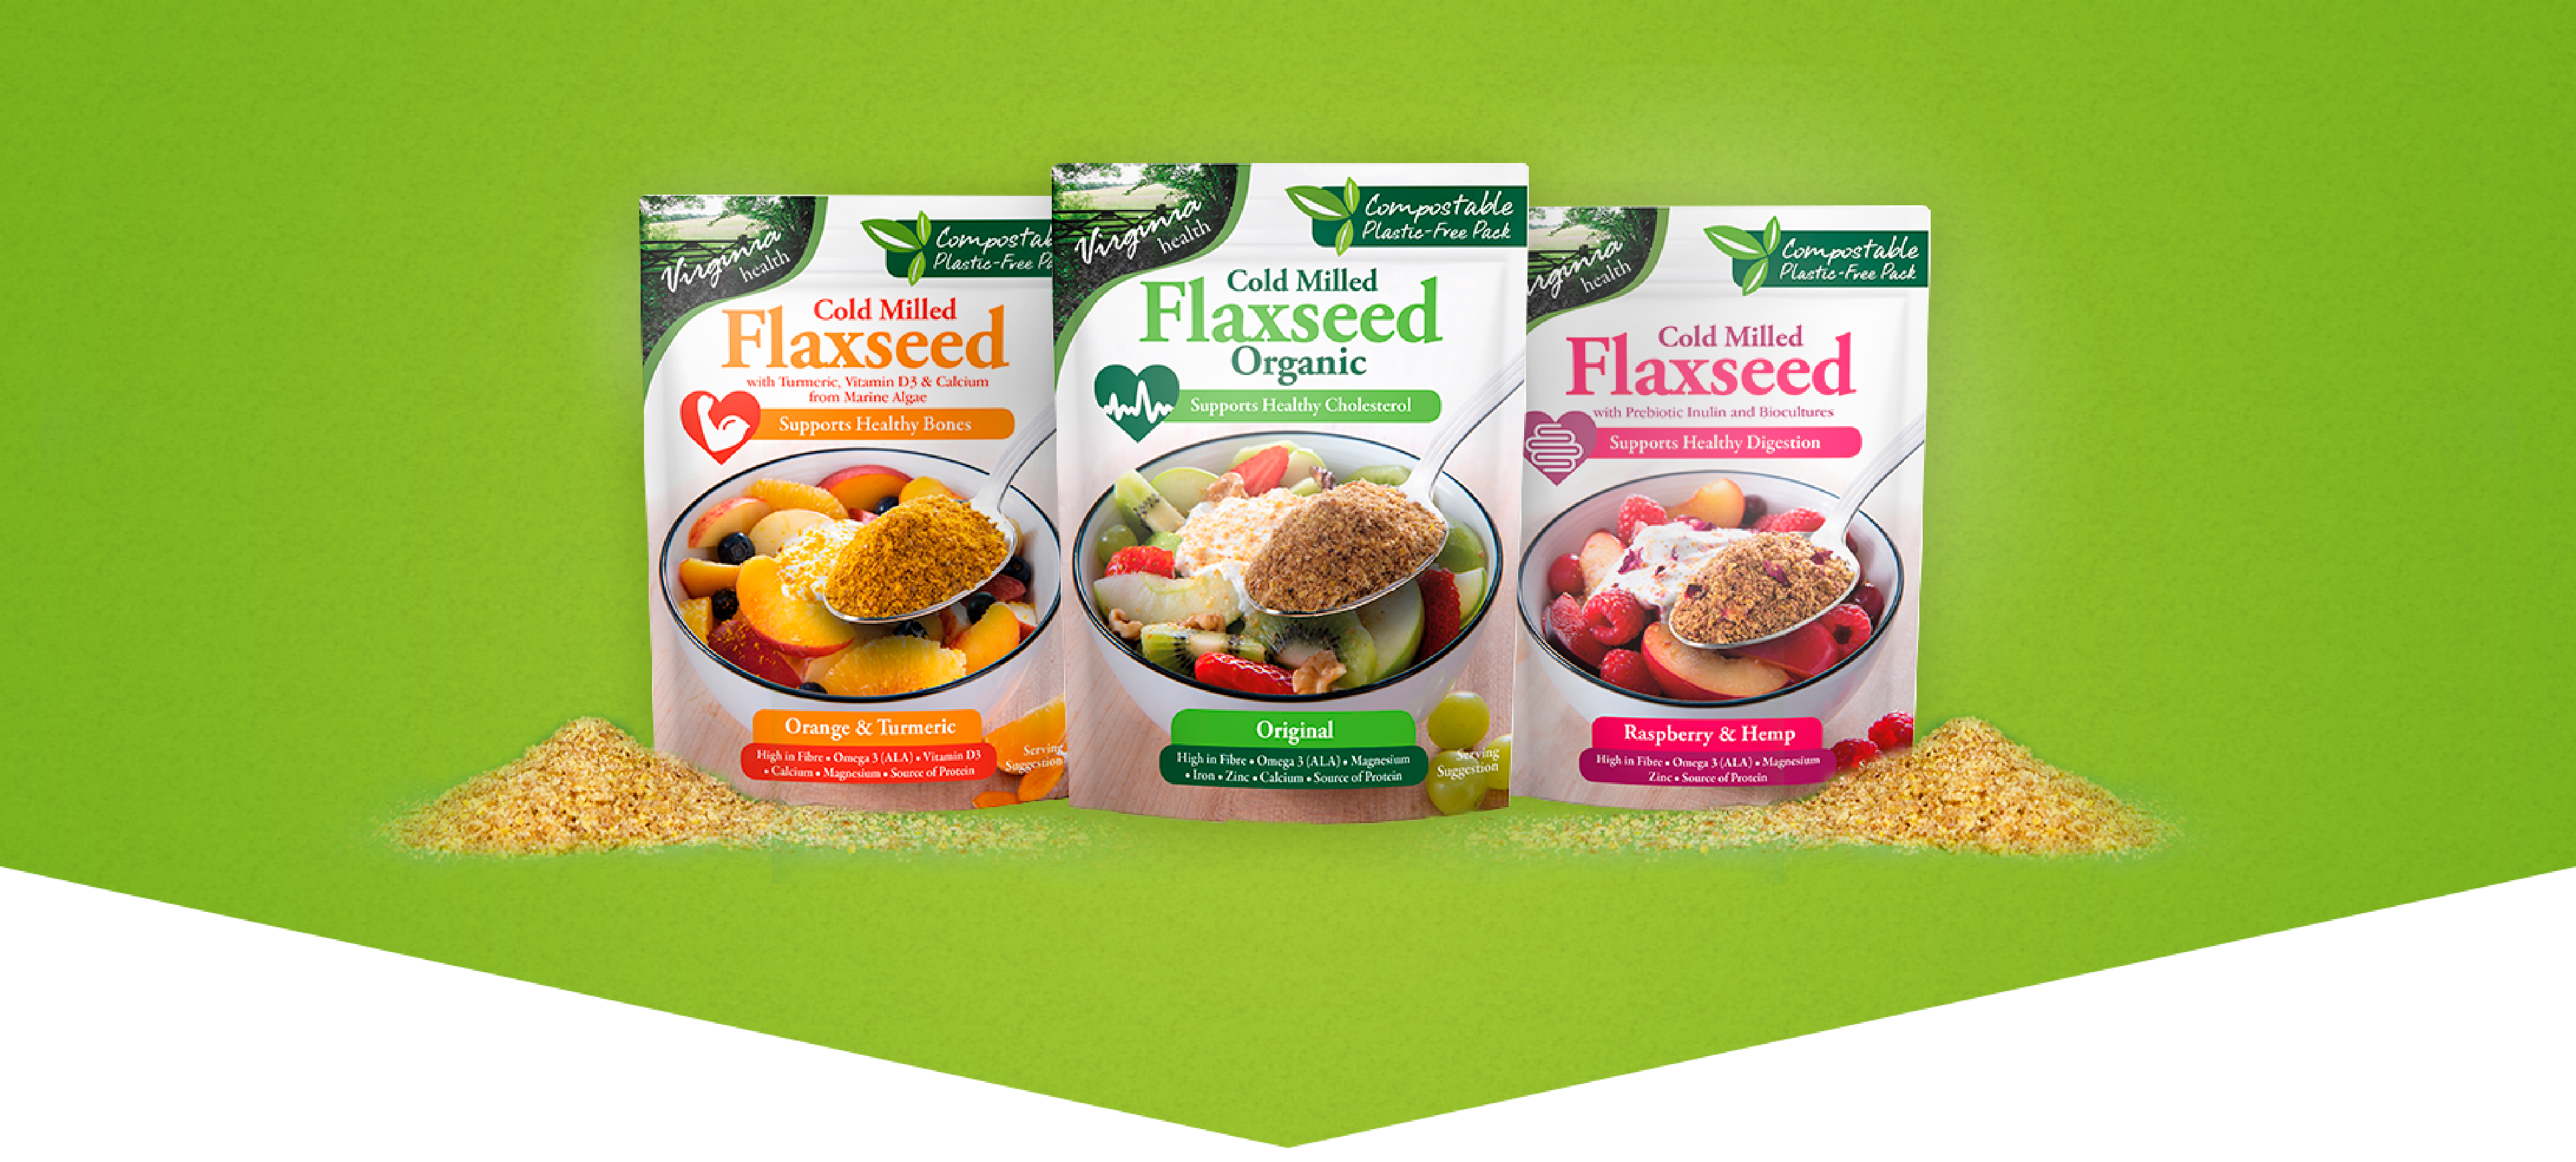 Virginia
health
Compostab
Plastic-Free Pa
Cold Milled
Flaxseed
with Turmeric, Vitamin D3 & Calcium
from Marine Algae
Supports Healthy Bones
Orange & Turmeric
High in Fibre • Omega 3 (ALA) • Vitamin D3
• Calcium • Magnesium • Source of Protein
Serving
Suggestion
Virginia
health
Compostable
Plastic-Free Pack
Cold Milled
Flaxseed
Organic
Supports Healthy Cholesterol
Original
High in Fibre • Omega 3 (ALA) • Magnesium
• Iron • Zinc • Calcium • Source of Protein
Serving
Suggestion
rginia
health
Compostable
Plastic-Free Pack
Cold Milled
Flaxseed
with Prebiotic Inulin and Biocultures
Supports Healthy Digestion
Raspberry & Hemp
High in Fibre • Omega 3 (ALA) • Magnesium
Zinc • Source of Protein